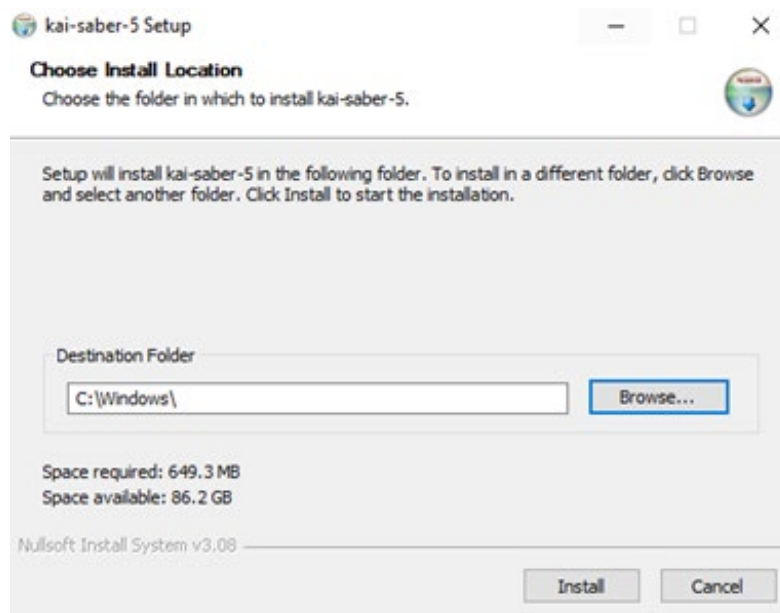 kai-saber-5 Setup
Choose Install Location
Choose the folder in which to install kai-saber-5.
Setup will install kai-saber-5 in the following folder. To install in a different folder, click Browse
and select another folder. Click Install to start the installation.
Destination Folder
C:\Windows\
Browse...
Space required: 649.3 MB
Space available: 86.2 GB
Nullsoft Install System v3.08
Install
Cancel